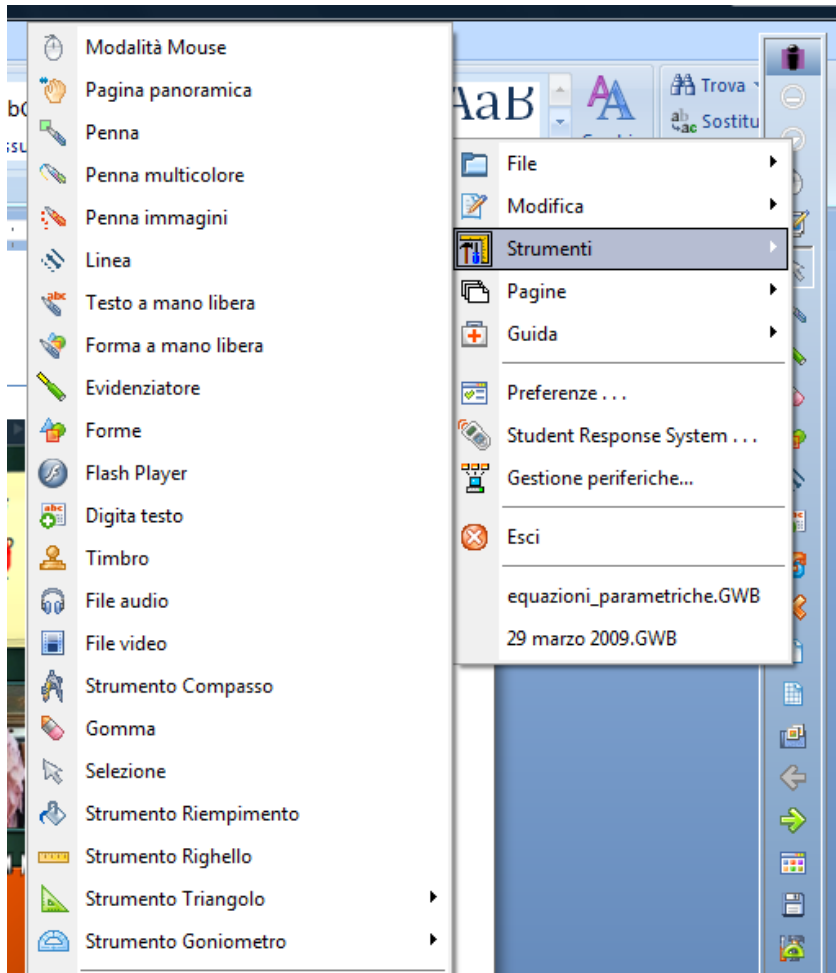 Modalità Mouse
Pagina panoramica
Penna
Penna multicolore
Penna immagini
Linea
Testo a mano libera
Forma a mano libera
Evidenziatore
Forme
Flash Player
Digita testo
Timbro
File audio
File video
Strumento Compasso
Gomma
Selezione
Strumento Riempimento
Strumento Righello
Strumento Triangolo
Strumento Goniometro
AaB
Trova
Sostitu
File
Modifica
Strumenti
Pagine
Guida
Preferenze . . .
Student Response System . . .
Gestione periferiche...
Esci
equazioni_parametriche.GWB
29 marzo 2009.GWB